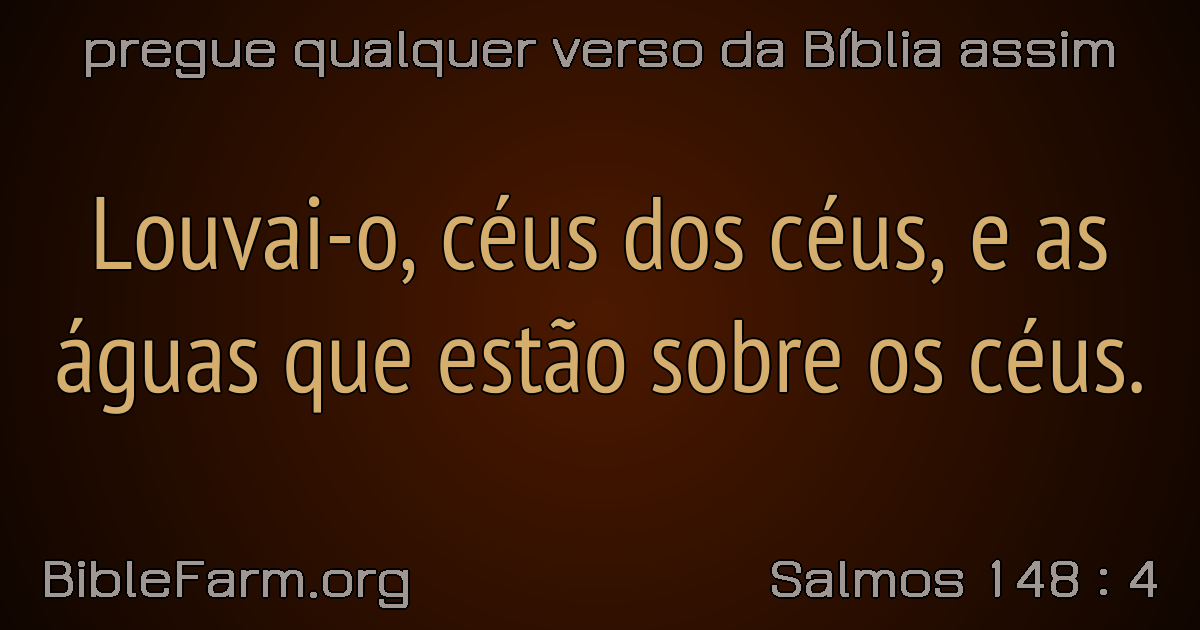 pregue qualquer verso da Bíblia assim
Louvai-o, céus dos céus, e as
águas que estão sobre os céus.
BibleFarm.org
Salmos 148 : 4